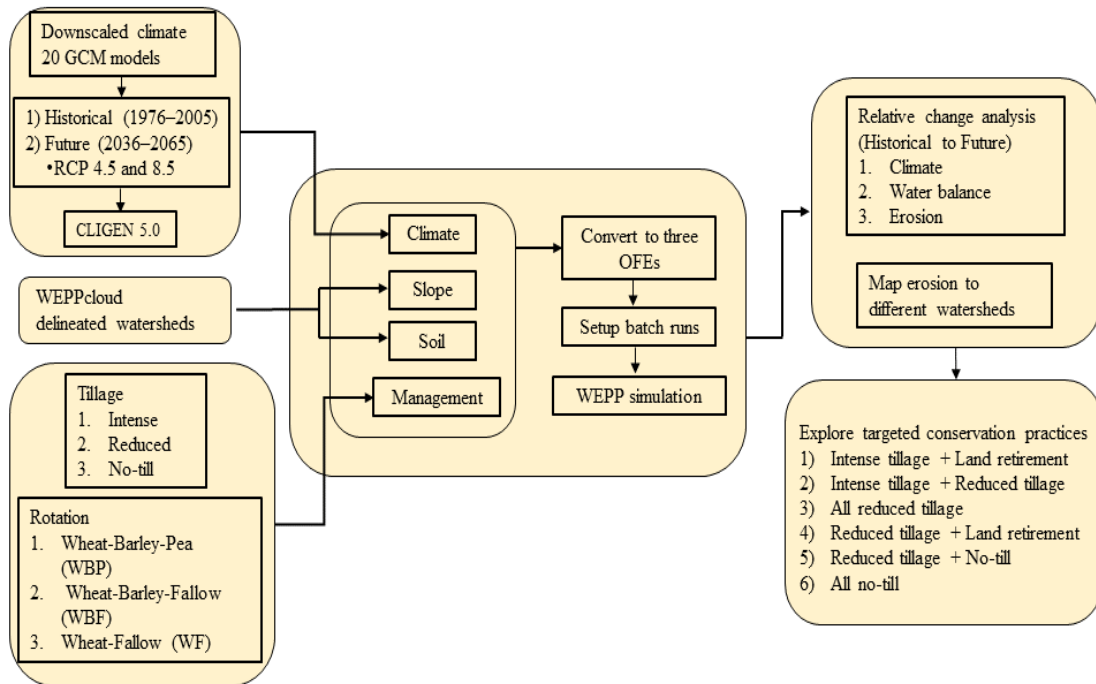 Downscaled climate
20 GCM models
1) Historical (1976–2005)
2) Future (2036–2065)
•RCP 4.5 and 8.5
CLIGEN 5.0
WEPPcloud
delineated watersheds
Tillage
1. Intense
2. Reduced
3. No-till
Rotation
1. Wheat-Barley-Pea
(WBP)
2. Wheat-Barley-Fallow
(WBF)
3. Wheat-Fallow (WF)
Climate
Slope
Soil
Management
Convert to three
OFEs
Setup batch runs
WEPP simulation
Relative change analysis
(Historical to Future)
1. Climate
2. Water balance
3. Erosion
Map erosion to
different watersheds
Explore targeted conservation practices
1) Intense tillage + Land retirement
2) Intense tillage + Reduced tillage
3) All reduced tillage
4) Reduced tillage + Land retirement
5) Reduced tillage + No-till
6) All no-till